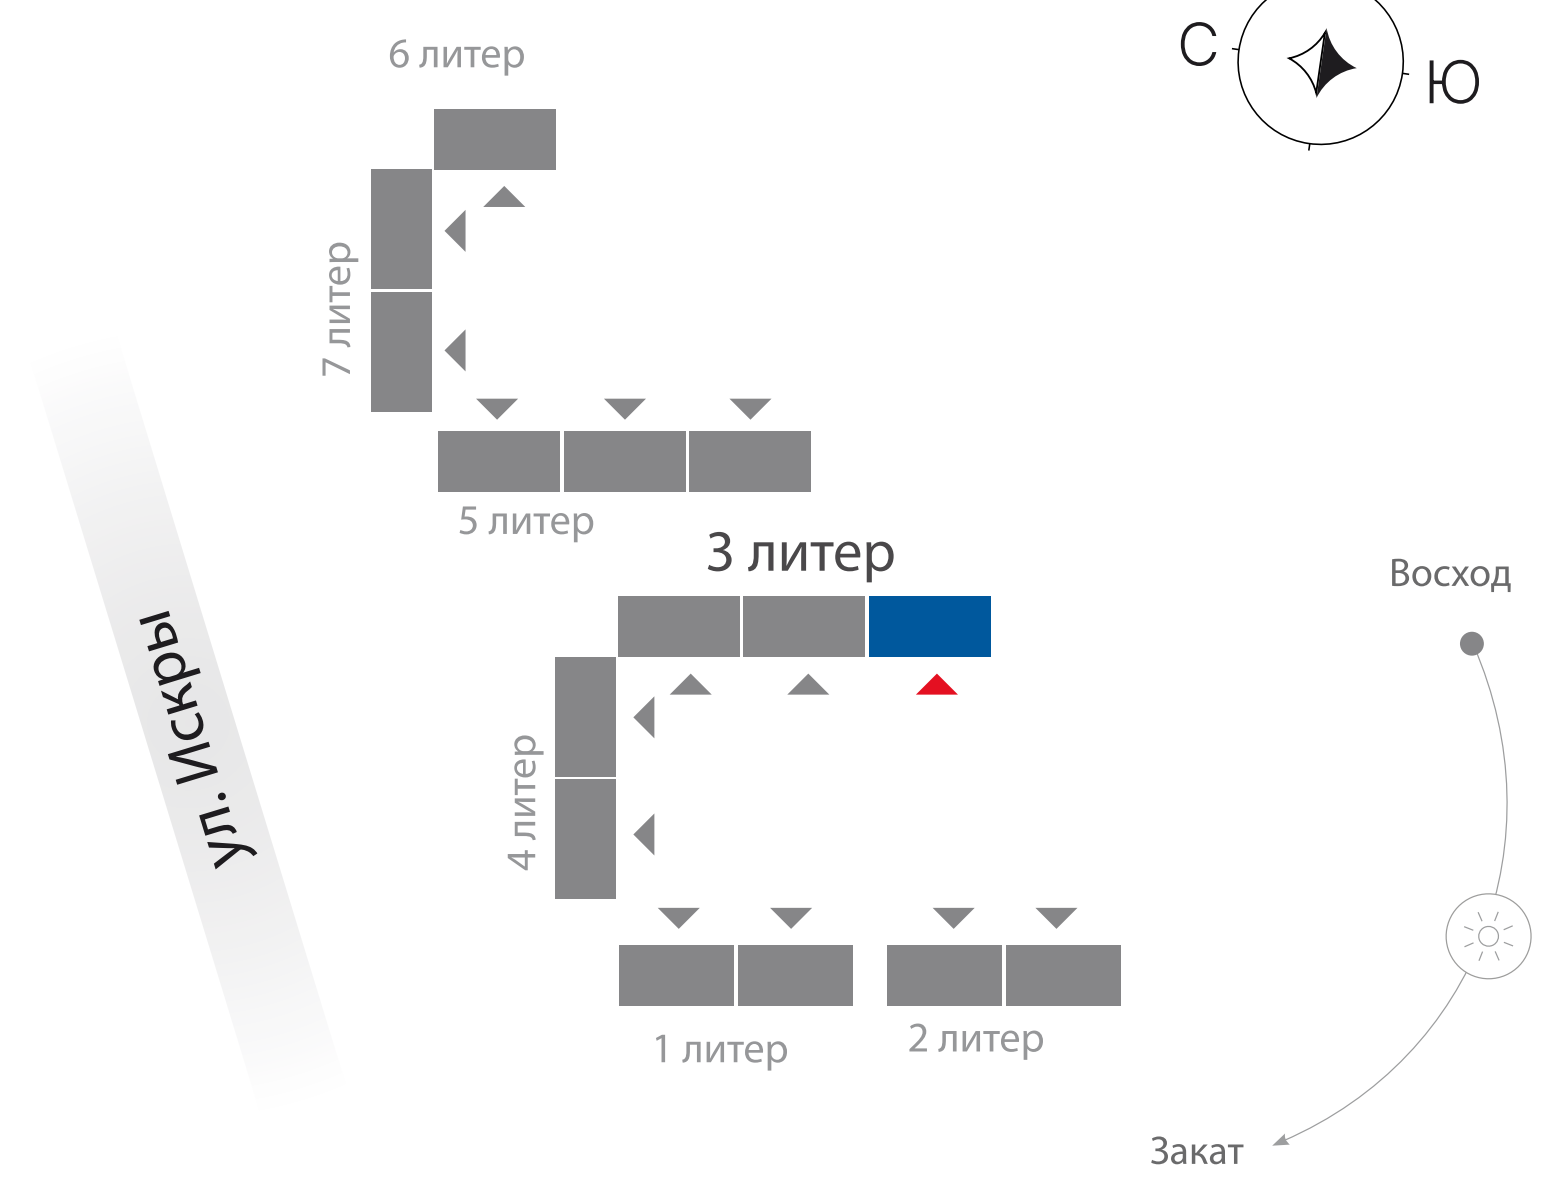 С
Ю
6 литер
7 литер
5 литер
3 литер
Восход
ул. Искры
4 литер
1 литер
2 литер
Закат